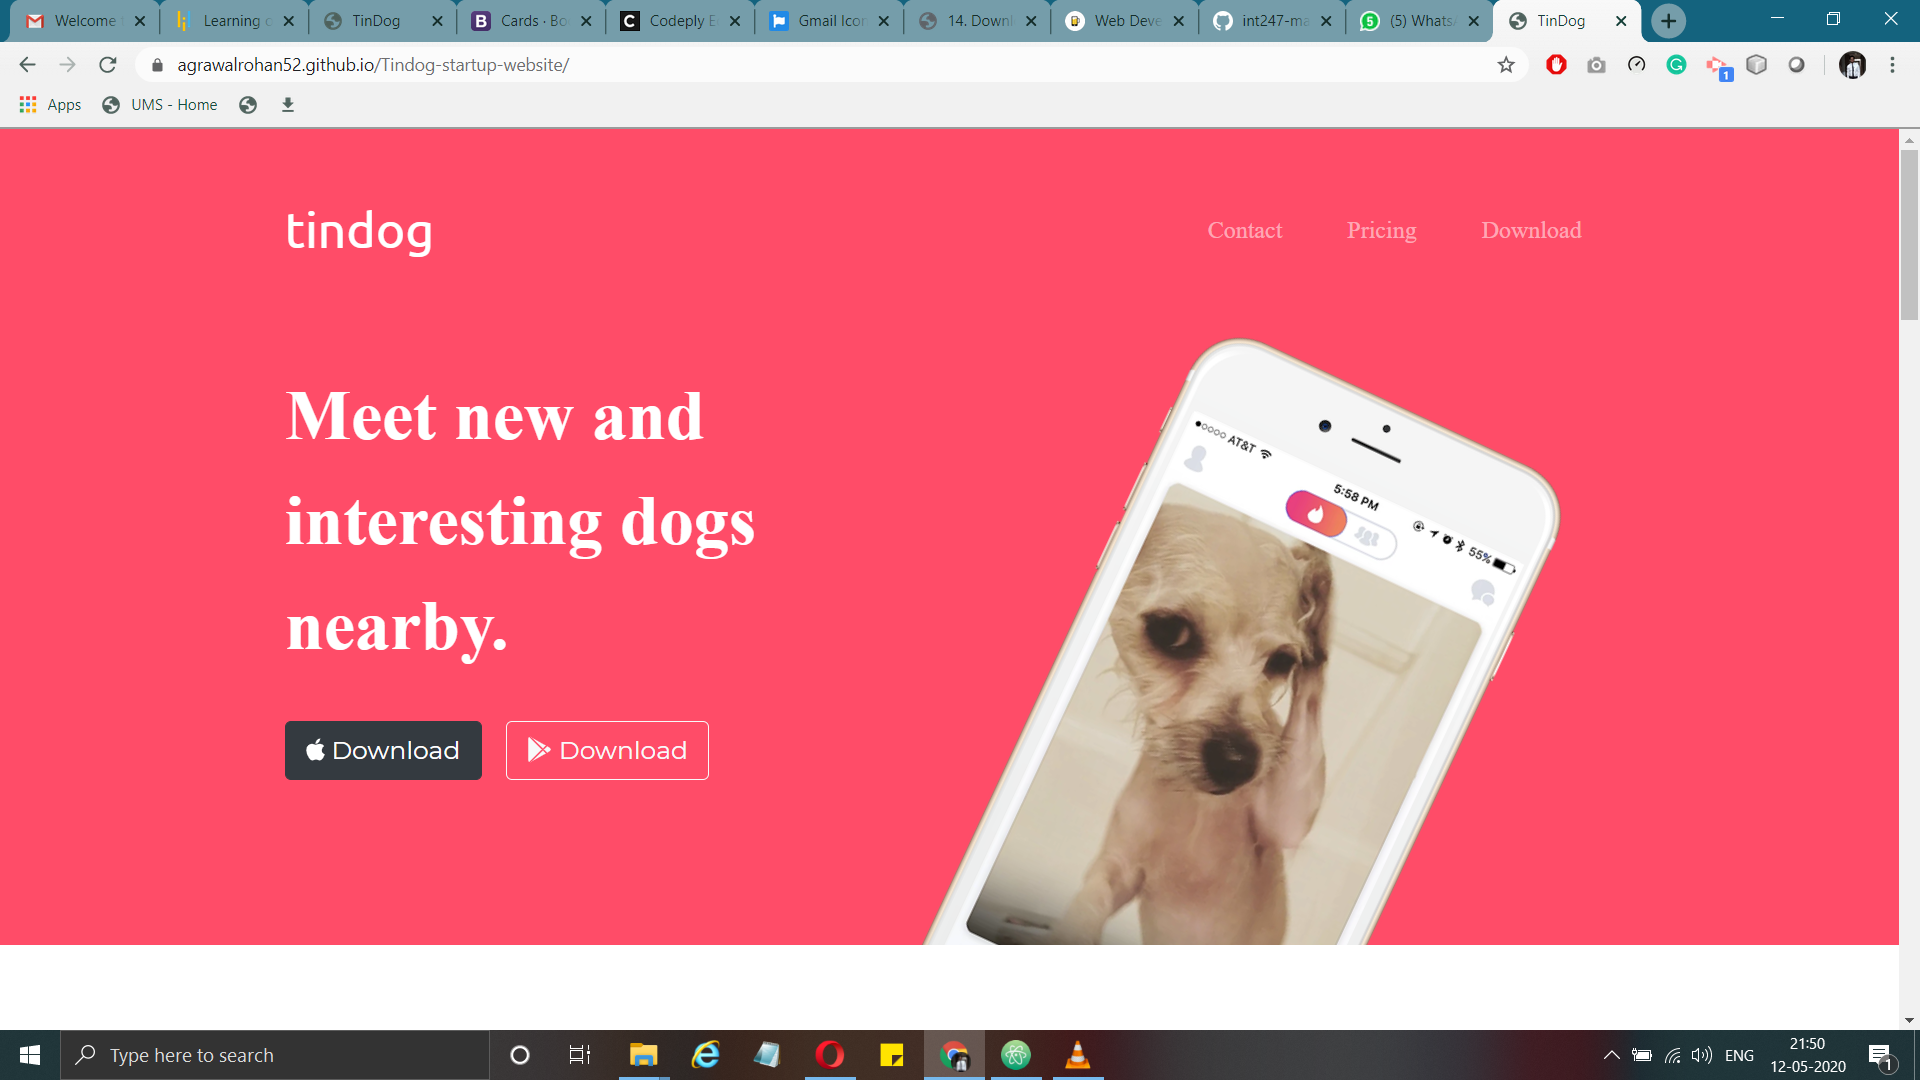 Welcome
Learning
TinDog
Cards · Bo
Codeply E
Gmail Icon
14. Downl
Web Deve
int247-ma
(5) Whats
TinDog
agrawalrohan52.github.io/Tindog-startup-website/
1
Apps
UMS - Home
tindog
Contact
Pricing
Download
Meet new and
interesting dogs
nearby.
Download
Download
AT&T
5:58 PM
55%
Type here to search
ENG
21:50
12-05-2020
1